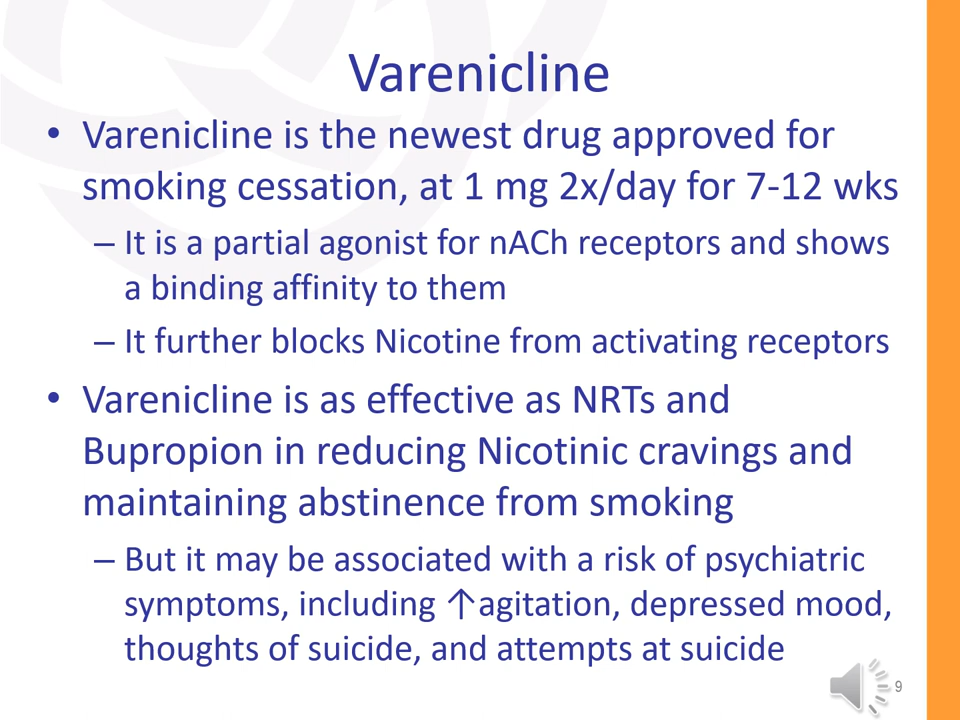 Varenicline
• Varenicline is the newest drug approved for
smoking cessation, at 1 mg 2x/day for 7-12 wks
– It is a partial agonist for nACh receptors and shows
a binding affinity to them
– It further blocks Nicotine from activating receptors
• Varenicline is as effective as NRTs and
Bupropion in reducing Nicotinic cravings and
maintaining abstinence from smoking
– But it may be associated with a risk of psychiatric
symptoms, including ↑agitation, depressed mood,
thoughts of suicide, and attempts at suicide
9